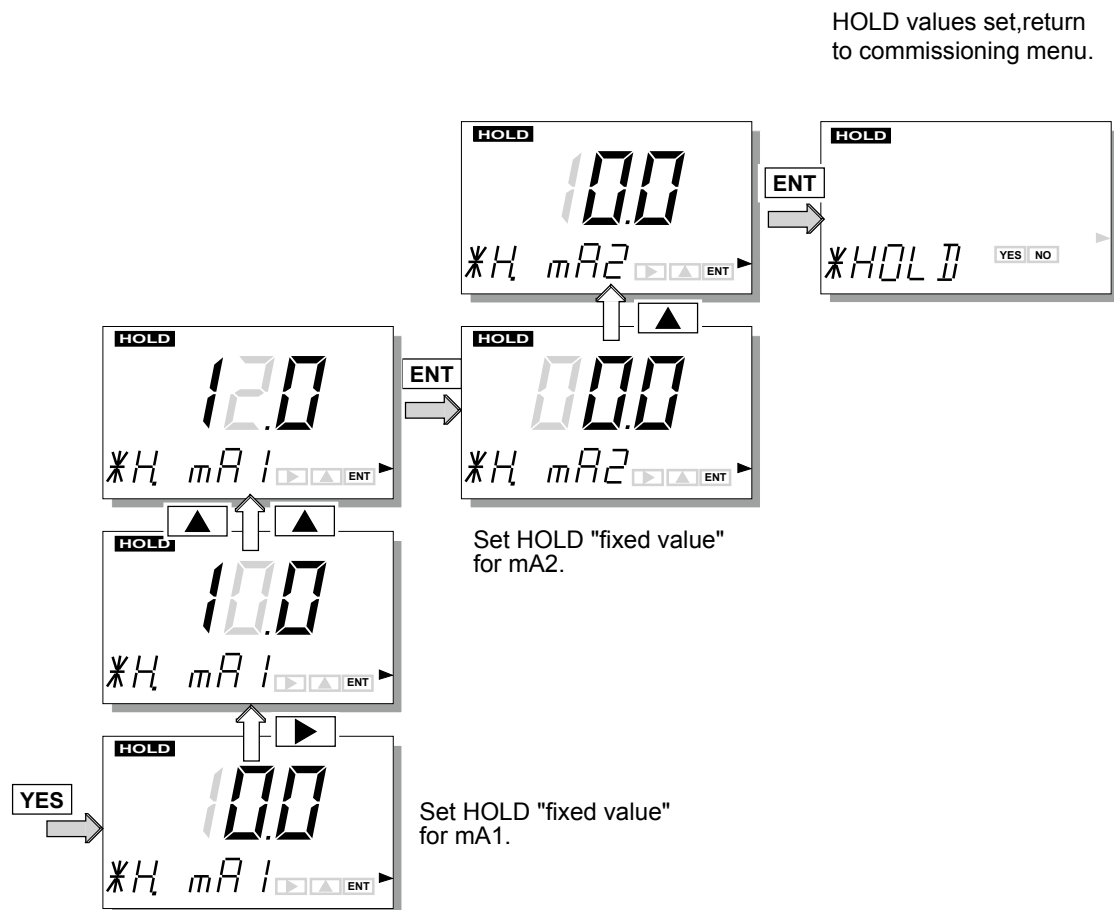 HOLD values set,return
to commissioning menu.
HOLD
10.0
*H. mA2 ENT
ENT
HOLD
*HOLD YES NO
HOLD
12.0
*H. mA1 ENT
ENT
HOLD
00.0
*H. mA2 ENT
Set HOLD "fixed value"
for mA2.
HOLD
10.0
*H. mA1 ENT
YES
HOLD
10.0
*H. mA1 ENT
Set HOLD "fixed value"
for mA1.